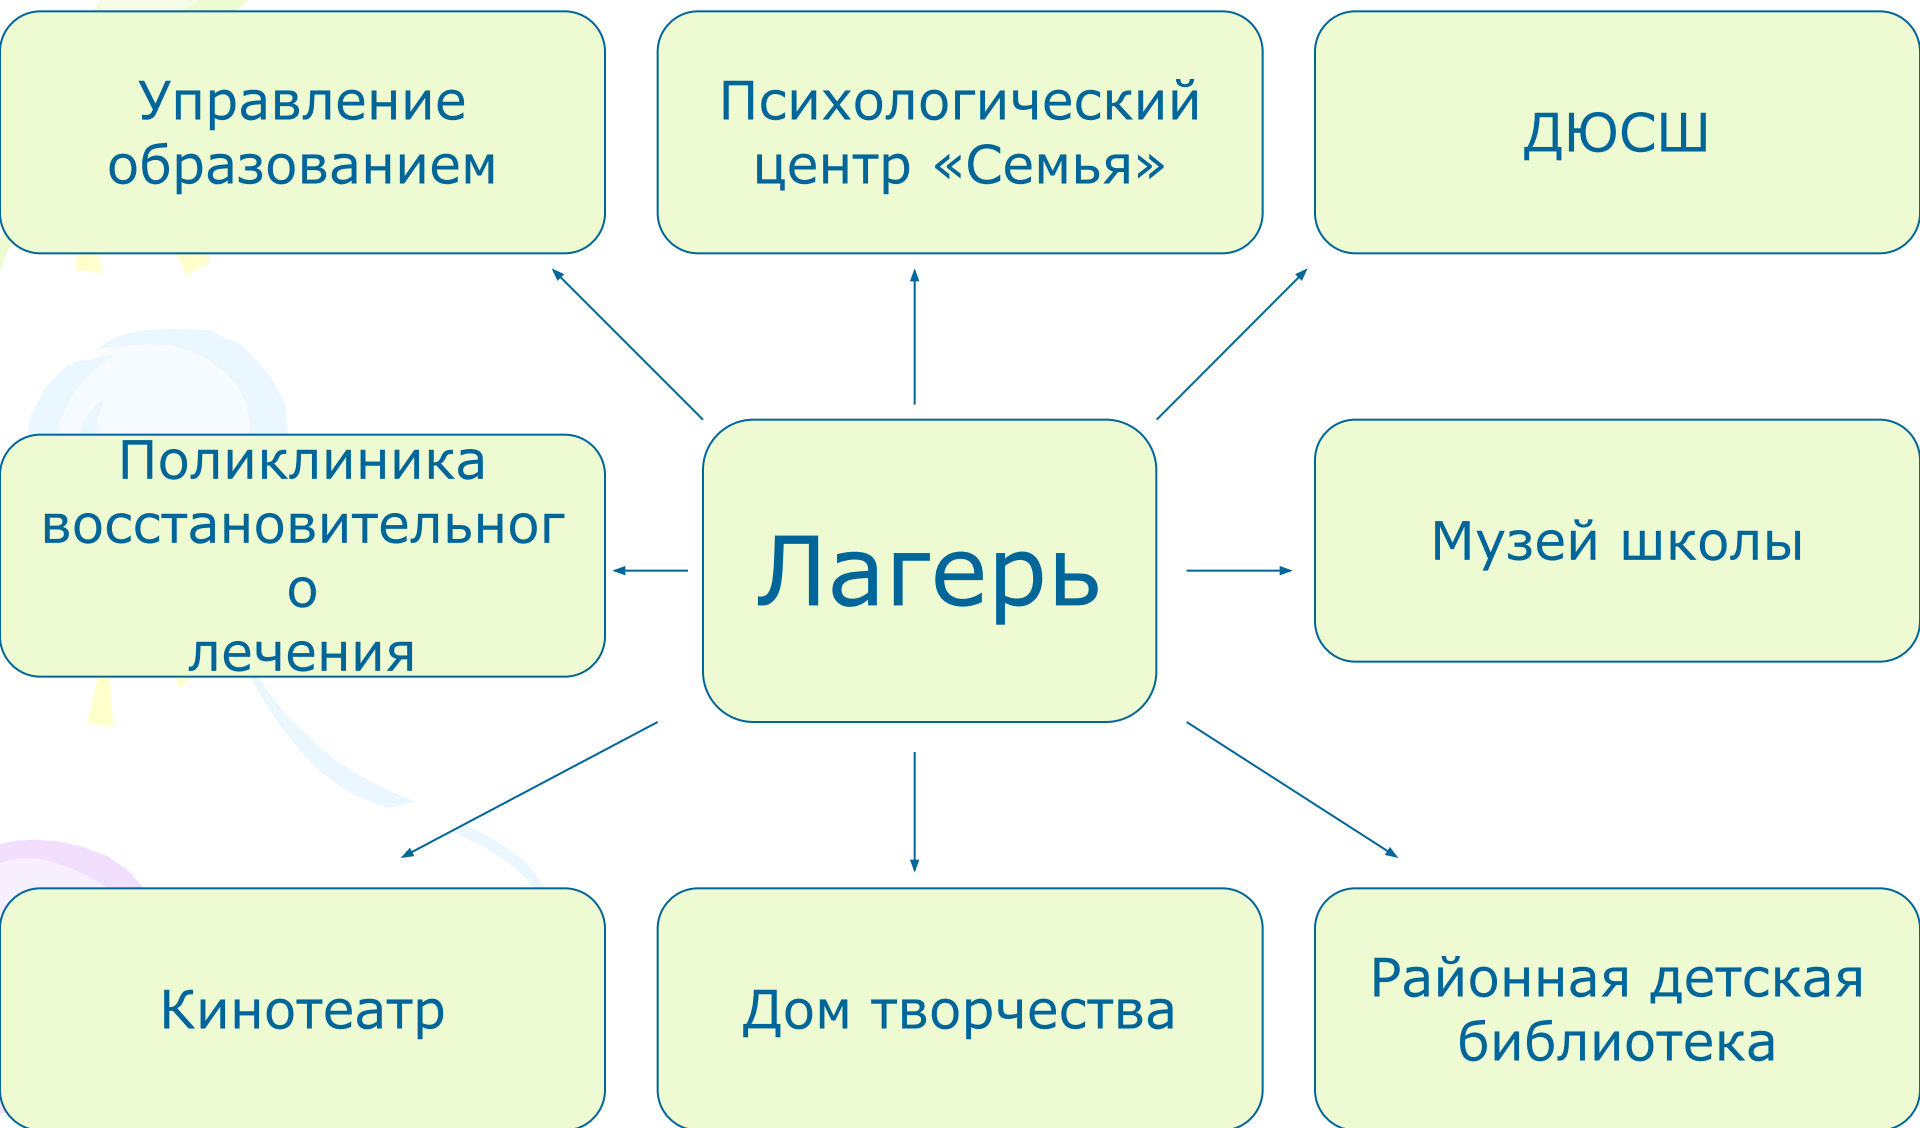 Управление
образованием
Психологический
центр «Семья»
ДЮСШ
Поликлиника
восстановительног
о
лечения
Лагерь
Музей школы
Кинотеатр
Дом творчества
Районная детская
библиотека